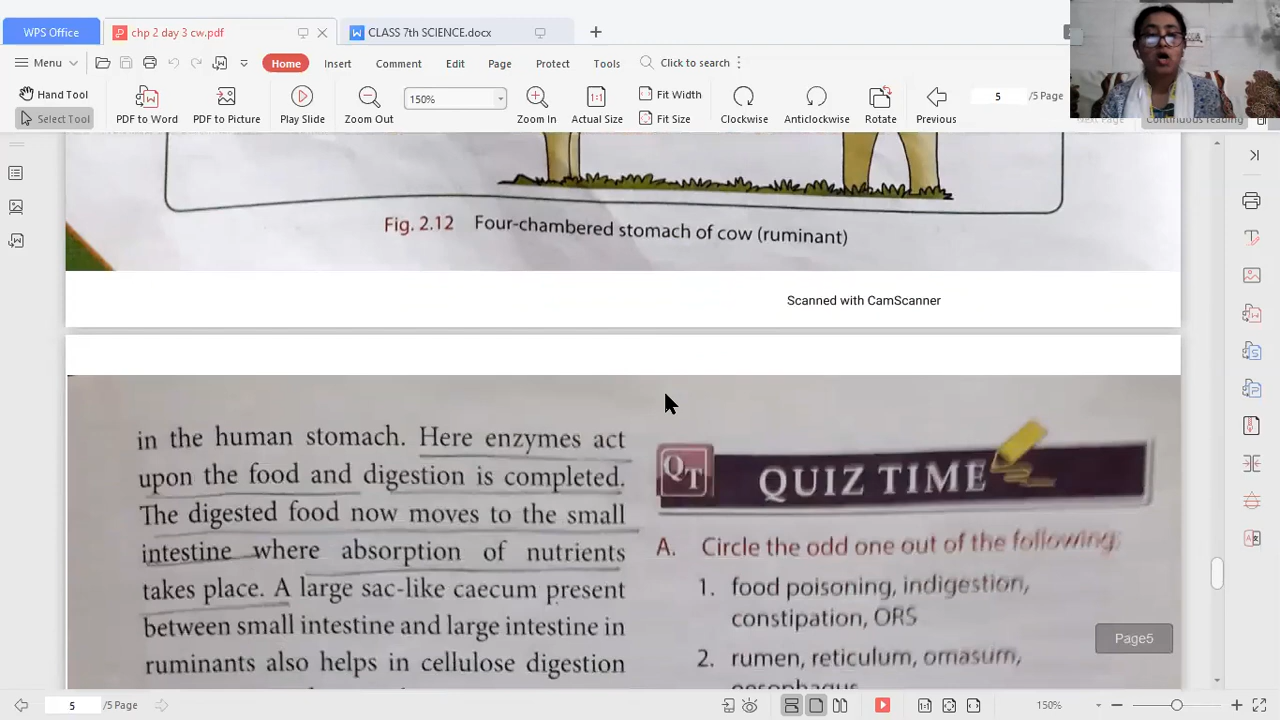 WPS Office
chp 2 day 3 cw.pdf
CLASS 7th SCIENCE.docx
Menu
Home
Insert
Comment
Edit
Page
Protect
Tools
Click to search
Hand Tool
Select Tool
PDF to Word
PDF to Picture
Play Slide
Zoom Out
150%
Zoom In
Actual Size
Fit Width
Fit Size
Clockwise
Anticlockwise
Rotate
Previous
5 /5 Page
Next Page
Continuous reading
Fig. 2.12 Four-chambered stomach of cow (ruminant)
Scanned with CamScanner
in the human stomach. Here enzymes act
upon the food and digestion is completed.
The digested food now moves to the small
intestine where absorption of nutrients
takes place. A large sac-like caecum present
between small intestine and large intestine in
ruminants also helps in cellulose digestion
QT QUIZ TIME
A. Circle the odd one out of the following:
1. food poisoning, indigestion,
constipation, ORS
2. rumen, reticulum, omasum,
oesophagus
Page5
5 /5 Page
150%